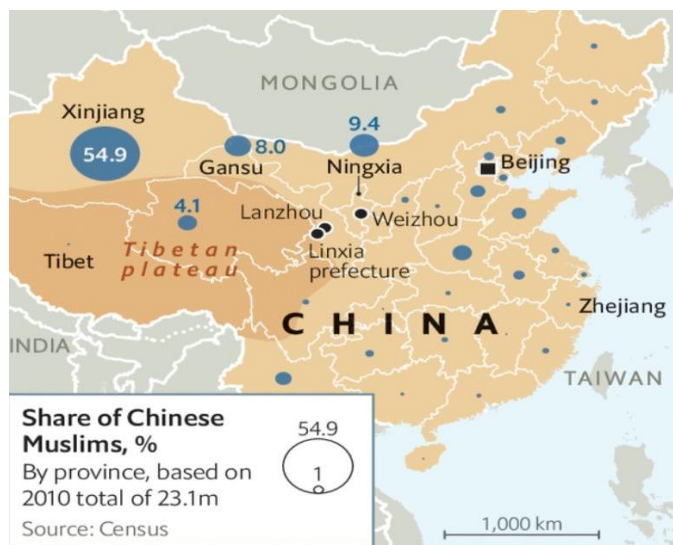 MONGOLIA
Xinjiang
54.9
8.0
Gansu
9.4
Ningxia
Beijing
4.1
Lanzhou
Weizhou
Linxia
prefecture
Tibetan
plateau
Tibet
CHINA
Zhejiang
INDIA
TAIWAN
Share of Chinese
Muslims, %
By province, based on
2010 total of 23.1m
Source: Census
54.9
1
1,000 km